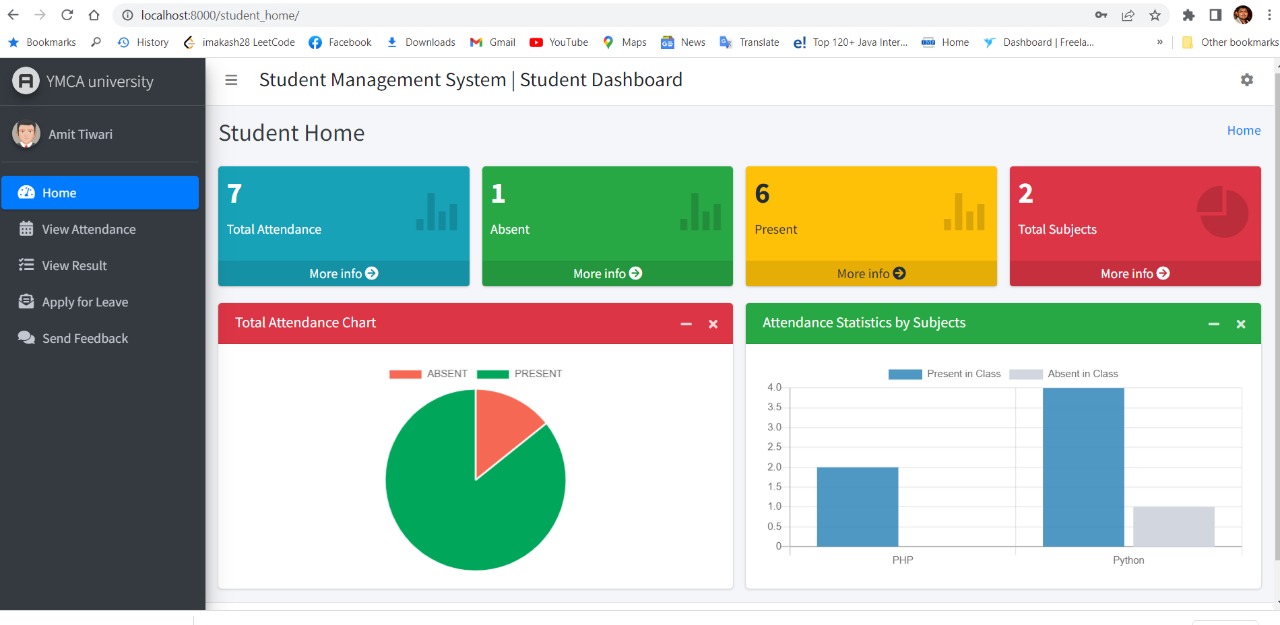 localhost:8000/student_home/
Bookmarks History imakash28 LeetCode Facebook Downloads Gmail YouTube Maps News Translate e! Top 120+ Java Inter... Home Dashboard | Freela... » Other bookmarks
YMCA university
Student Management System | Student Dashboard
Amit Tiwari
Home
View Attendance
View Result
Apply for Leave
Send Feedback
Student Home
Home
7
Total Attendance
More info
1
Absent
More info
6
Present
More info
2
Total Subjects
More info
Total Attendance Chart
ABSENT PRESENT
Attendance Statistics by Subjects
Present in Class Absent in Class
4.0
3.5
3.0
2.5
2.0
1.5
1.0
0.5
0
PHP Python